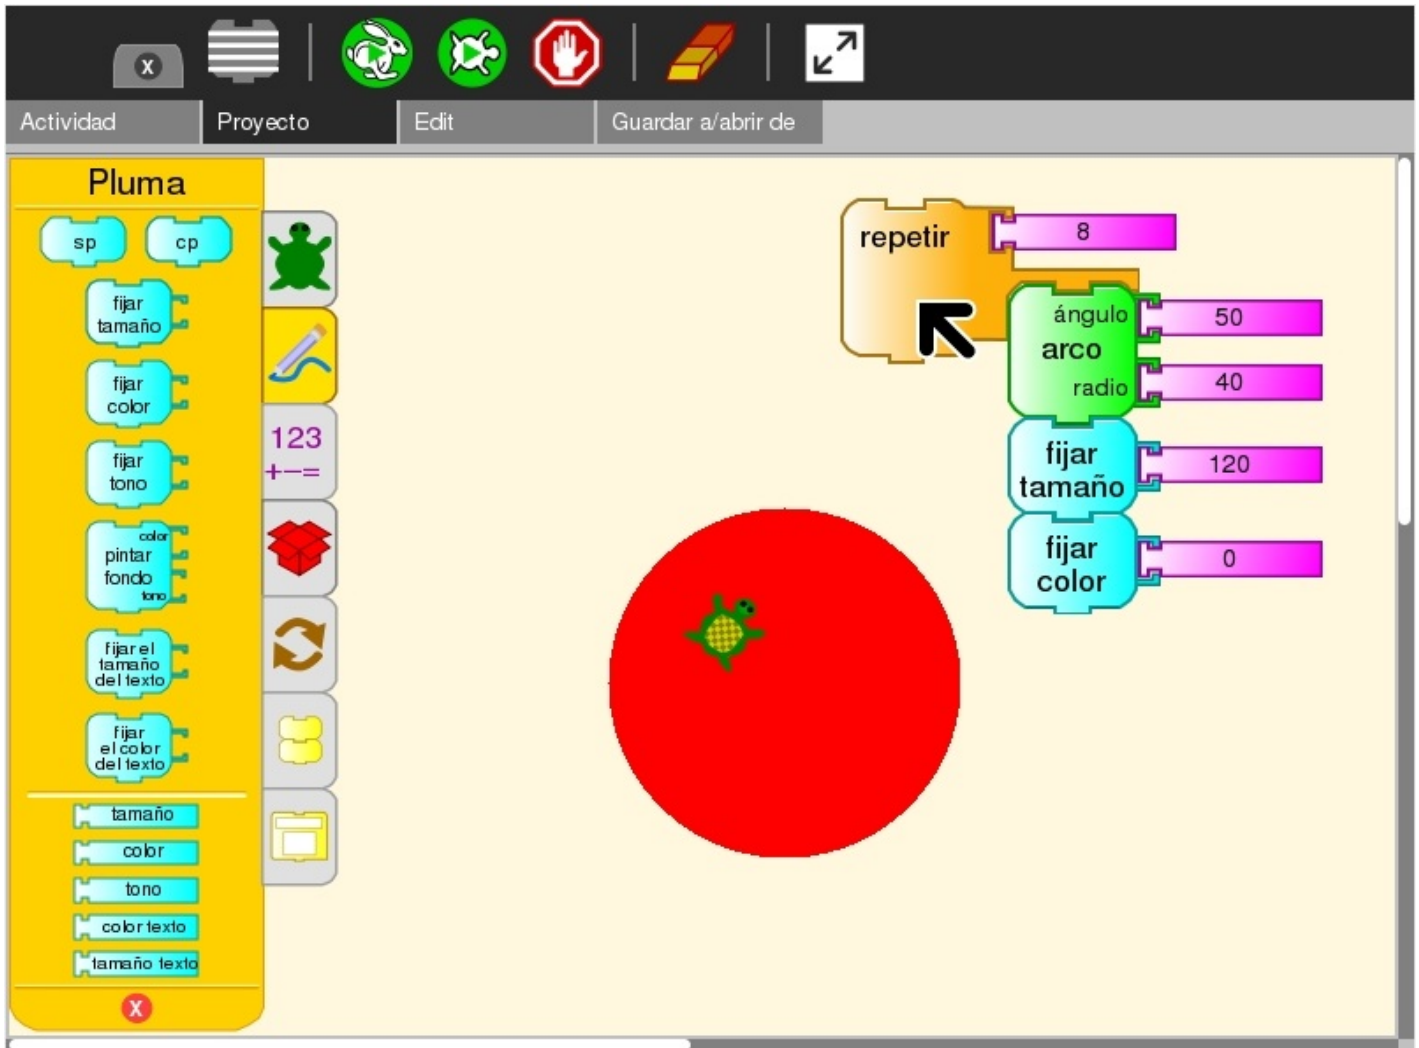 X
Actividad
Proyecto
Edit
Guardar a/abrir de
Pluma
sp
cp
fijar
tamaño
fijar
color
fijar
tono
color
pintar
fondo
tono
fijar el
tamaño
del texto
fijar
el color
del texto
tamaño
color
tono
color texto
tamaño texto
X
123
+−=
repetir
8
ángulo
50
arco
radio
40
fijar
tamaño
120
fijar
color
0